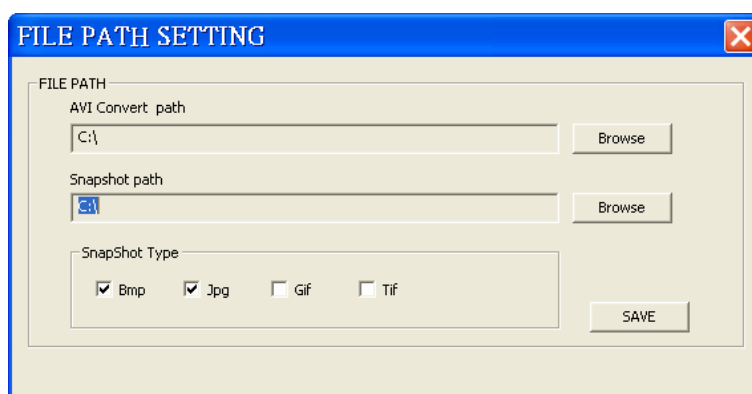 FILE PATH SETTING
FILE PATH
AVI Convert path
C:\
Browse
Snapshot path
C:\
Browse
SnapShot Type
Bmp Jpg Gif Tif
SAVE